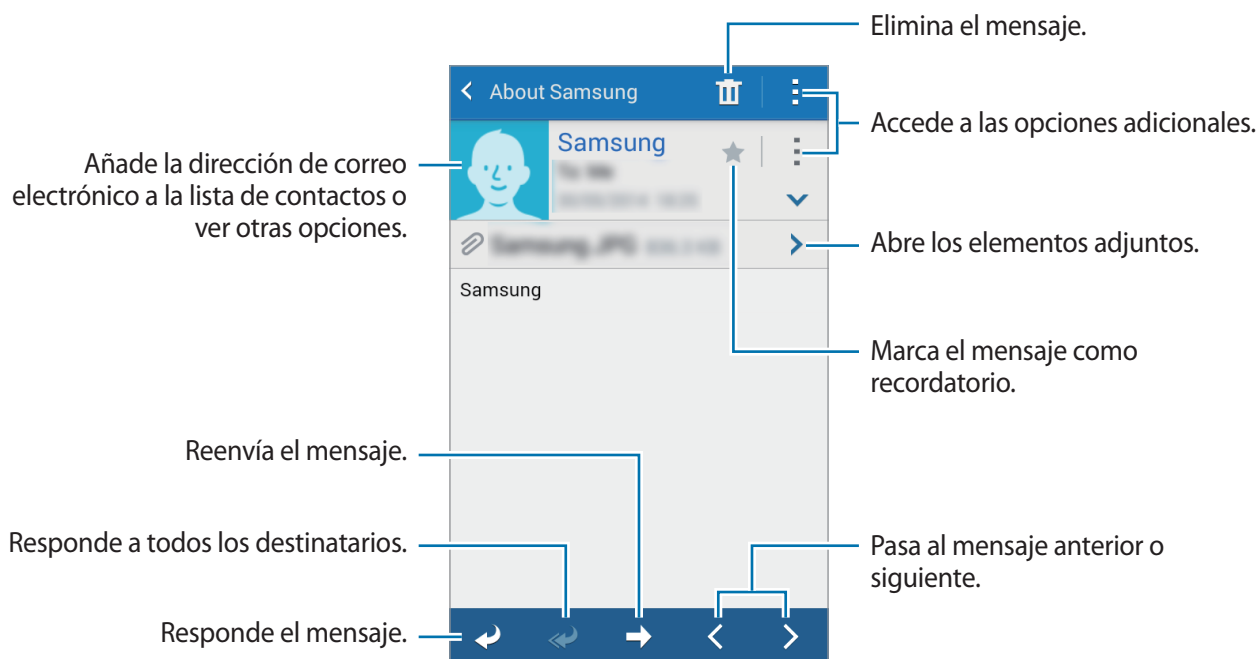 Elimina el mensaje.
About Samsung
Accede a las opciones adicionales.
Samsung
Añade la dirección de correo
electrónico a la lista de contactos o
ver otras opciones.
Abre los elementos adjuntos.
Samsung
Marca el mensaje como
recordatorio.
Reenvía el mensaje.
Responde a todos los destinatarios.
Pasa al mensaje anterior o
siguiente.
Responde el mensaje.